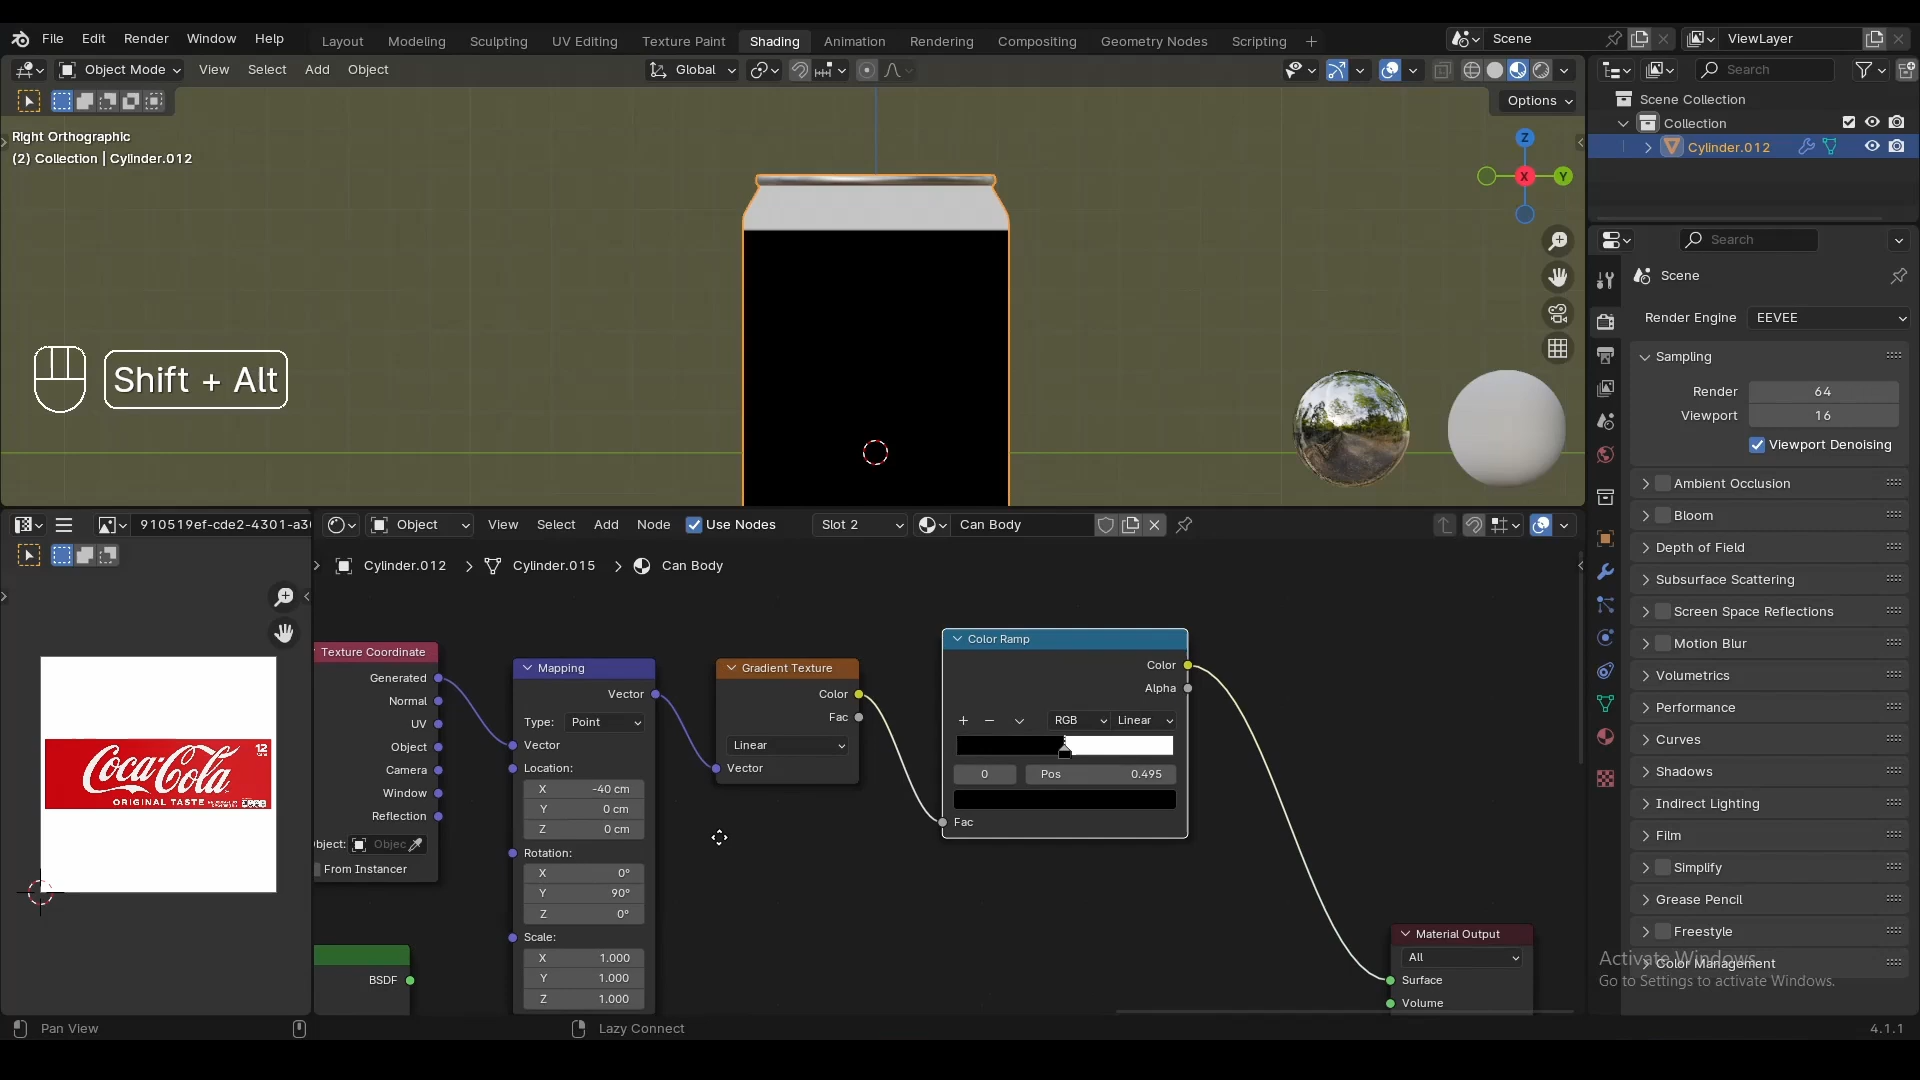 File Edit Render Window Help
Layout Modeling Sculpting UV Editing Texture Paint Shading Animation Rendering Compositing Geometry Nodes Scripting
Scene
ViewLayer
Object Mode View Select Add Object
Global
Search
Options
Scene Collection
Collection
Cylinder.012
Right Orthographic
(2) Collection | Cylinder.012
Z
X
Y
Shift + Alt
Search
Scene
Render Engine EEVEE
Sampling
Render 64
Viewport 16
Viewport Denoising
Ambient Occlusion
Bloom
Depth of Field
Subsurface Scattering
Screen Space Reflections
Motion Blur
Volumetrics
Performance
Curves
Shadows
Indirect Lighting
Film
Simplify
Grease Pencil
Freestyle
Color Management
Activate Windows
Go to Settings to activate Windows.
910519ef-cde2-4301-a3
Object View Select Add Node Use Nodes Slot 2 Can Body
Cylinder.012 > Cylinder.015 > Can Body
Coca-Cola
ORIGINAL TASTE
12
Texture Coordinate
Generated
Normal
UV
Object
Camera
Window
Reflection
bject: Objec
From Instancer
BSDF
Mapping
Vector
Type: Point
Vector
Location:
X -40 cm
Y 0 cm
Z 0 cm
Rotation:
X 0°
Y 90°
Z 0°
Scale:
X 1.000
Y 1.000
Z 1.000
Gradient Texture
Color
Fac
Linear
Vector
Color Ramp
Color
Alpha
RGB Linear
0 Pos 0.495
Fac
Material Output
All
Surface
Volume
Pan View
Lazy Connect
4.1.1